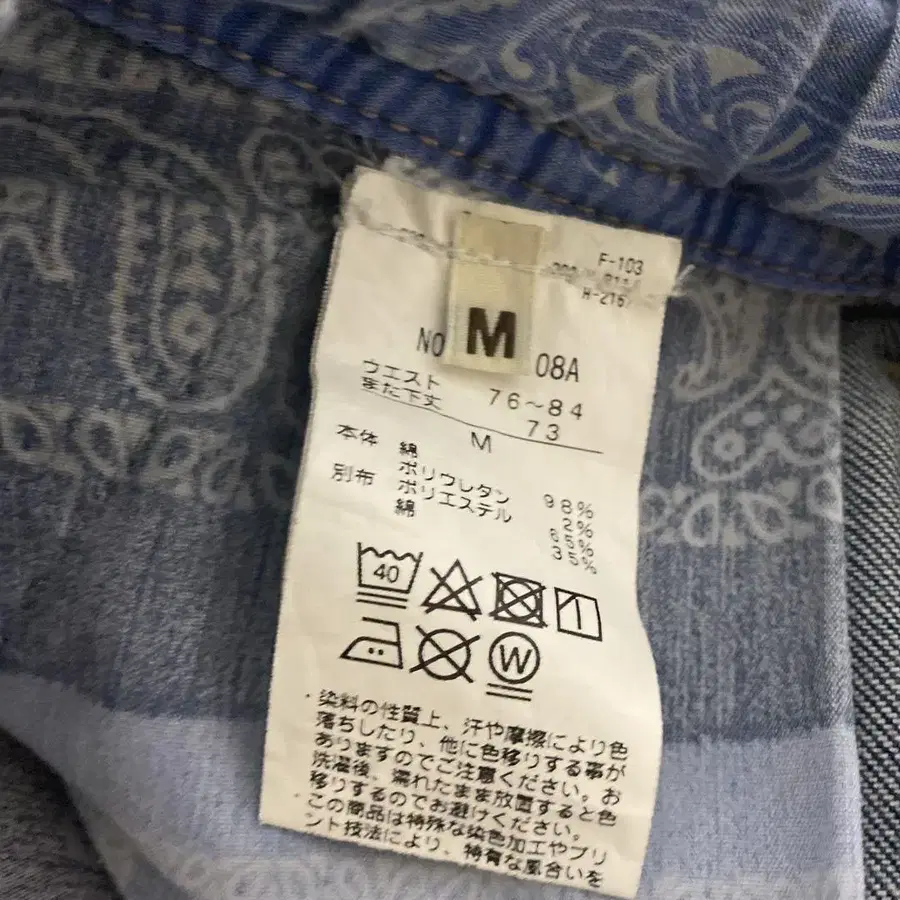 F-103
H-216
M
NO 08A
ウエスト 76~84
また下丈 73
M
本体 綿 98%
ポリウレタン 2%
別布 ポリエステル 65%
綿 35%
40
W
・染料の性質上、汗や摩擦により色
落ちしたり、他に色移りする事が
ありますのでご注意ください。お
洗濯後、濡れたまま放置すると色
移りするのでお避けください。
・この商品は特殊な染色加工やプリ
ント技法により、特有な風合いを